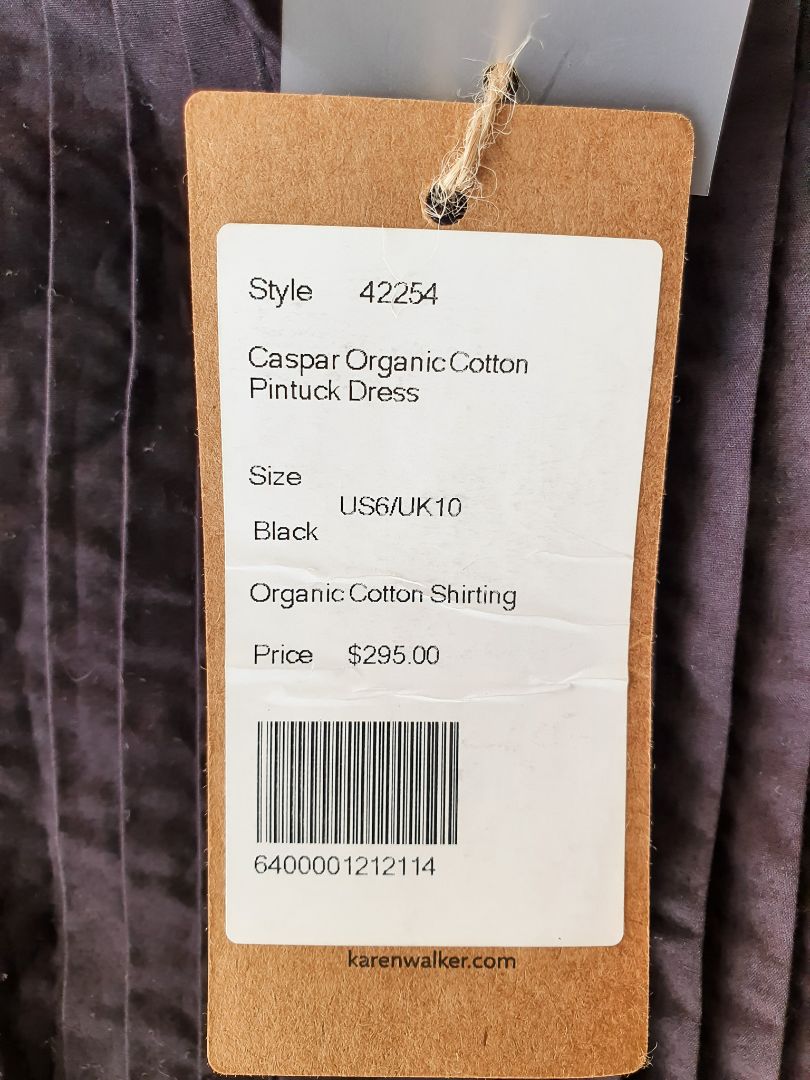 Style 42254
Caspar Organic Cotton
Pintuck Dress
Size
US6/UK10
Black
Organic Cotton Shirting
Price $295.00
6400001212114
karenwalker.com